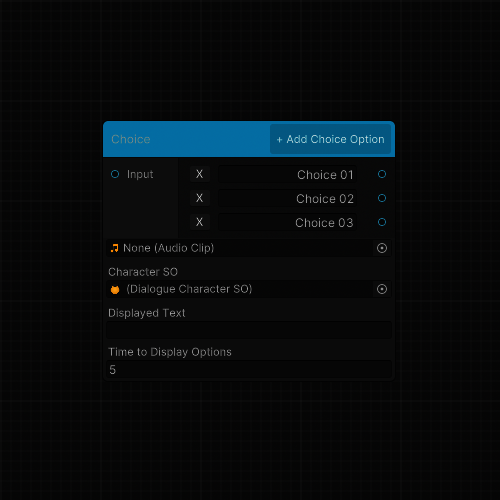 Choice
+ Add Choice Option
Input
X
Choice 01
X
Choice 02
X
Choice 03
None (Audio Clip)
Character SO
(Dialogue Character SO)
Displayed Text
Time to Display Options
5